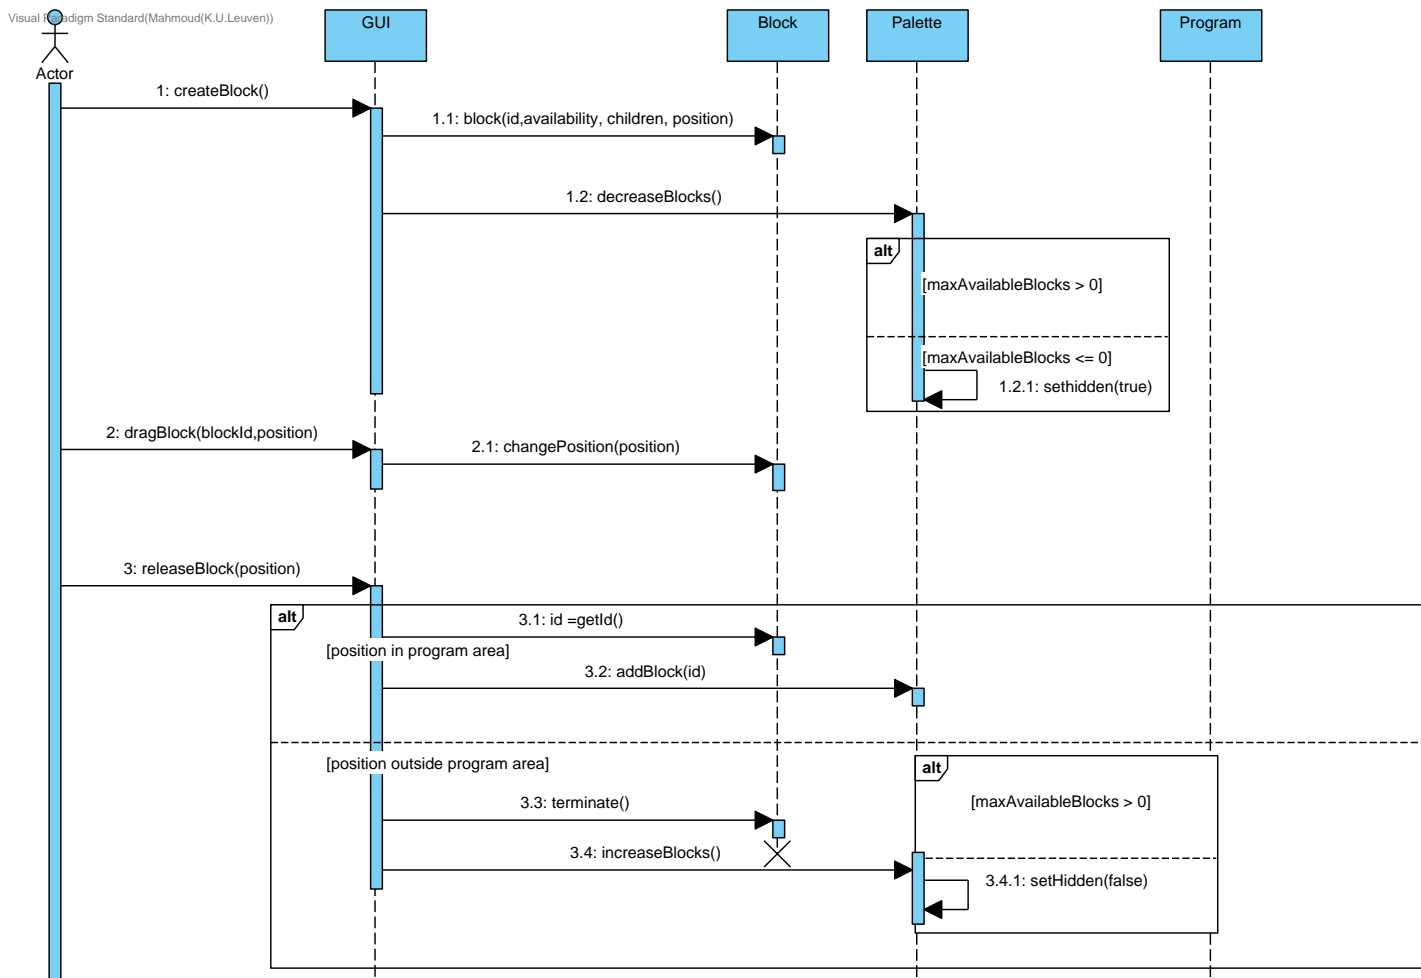 Visual Paradigm Standard(Mahmoud(K.U.Leuven))
GUI
Block
Palette
Program
Actor
1: createBlock()
1.1: block(id,availability, children, position)
1.2: decreaseBlocks()
alt
[maxAvailableBlocks > 0]
[maxAvailableBlocks <= 0]
1.2.1: sethidden(true)
2: dragBlock(blockId,position)
2.1: changePosition(position)
3: releaseBlock(position)
alt
3.1: id =getId()
[position in program area]
3.2: addBlock(id)
[position outside program area]
alt
[maxAvailableBlocks > 0]
3.3: terminate()
3.4: increaseBlocks()
3.4.1: setHidden(false)